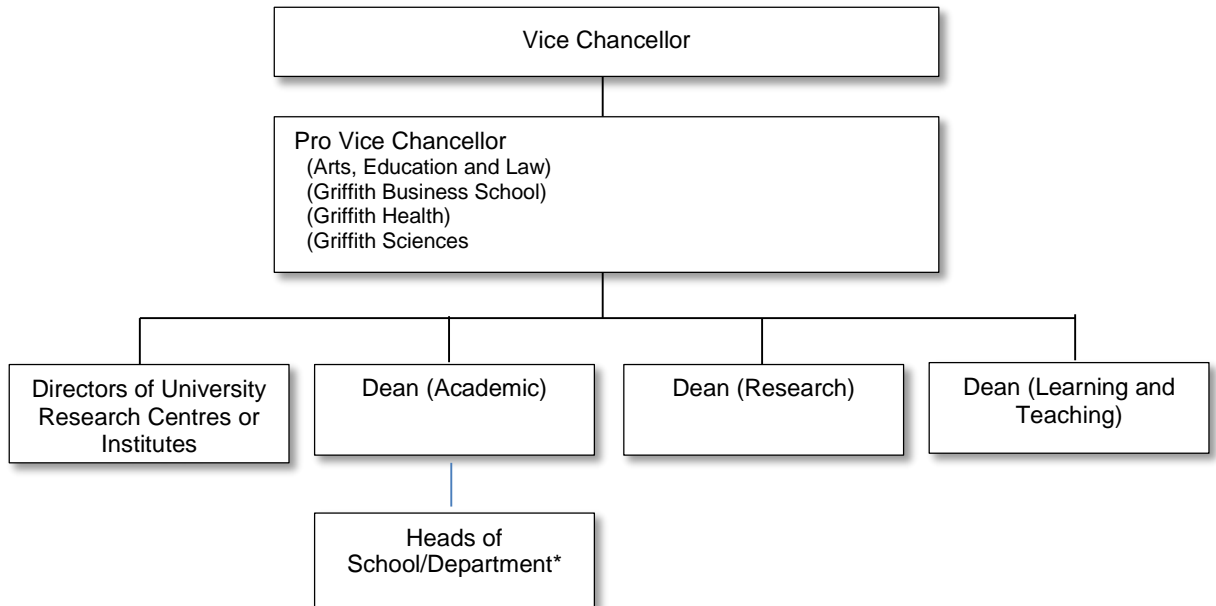 Vice Chancellor
Pro Vice Chancellor
(Arts, Education and Law)
(Griffith Business School)
(Griffith Health)
(Griffith Sciences
Directors of University
Research Centres or
Institutes
Dean (Academic)
Dean (Research)
Dean (Learning and
Teaching)
Heads of
School/Department*